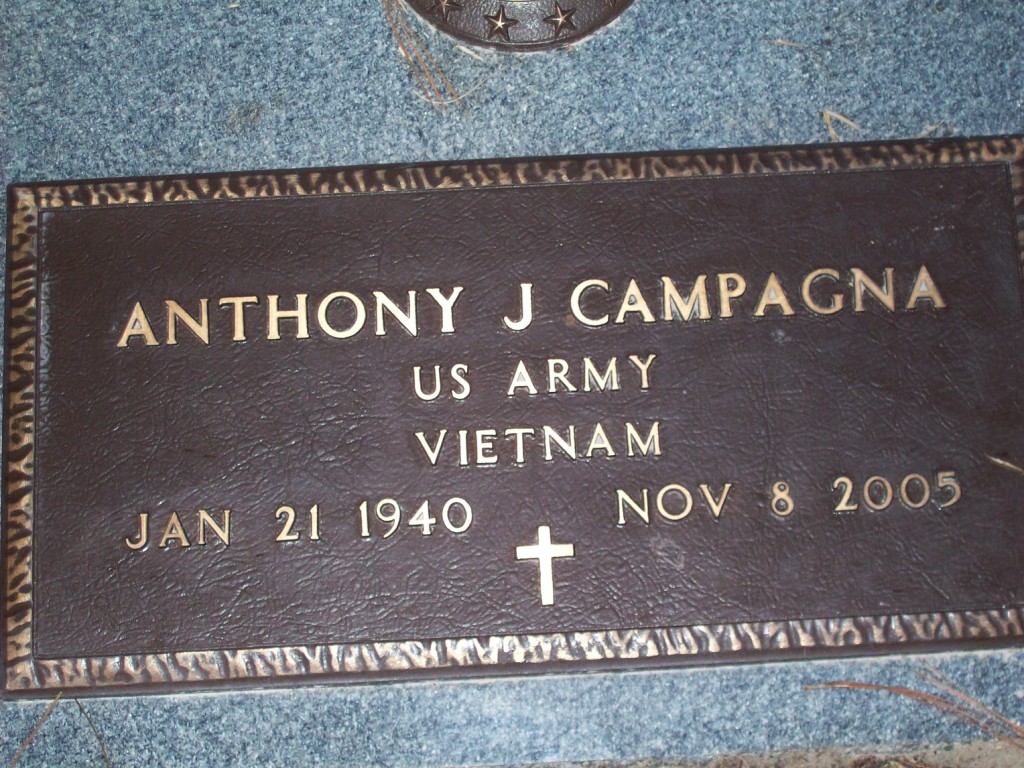 ANTHONY J CAMPAGNA
US ARMY
VIETNAM
JAN 21 1940 NOV 8 2005